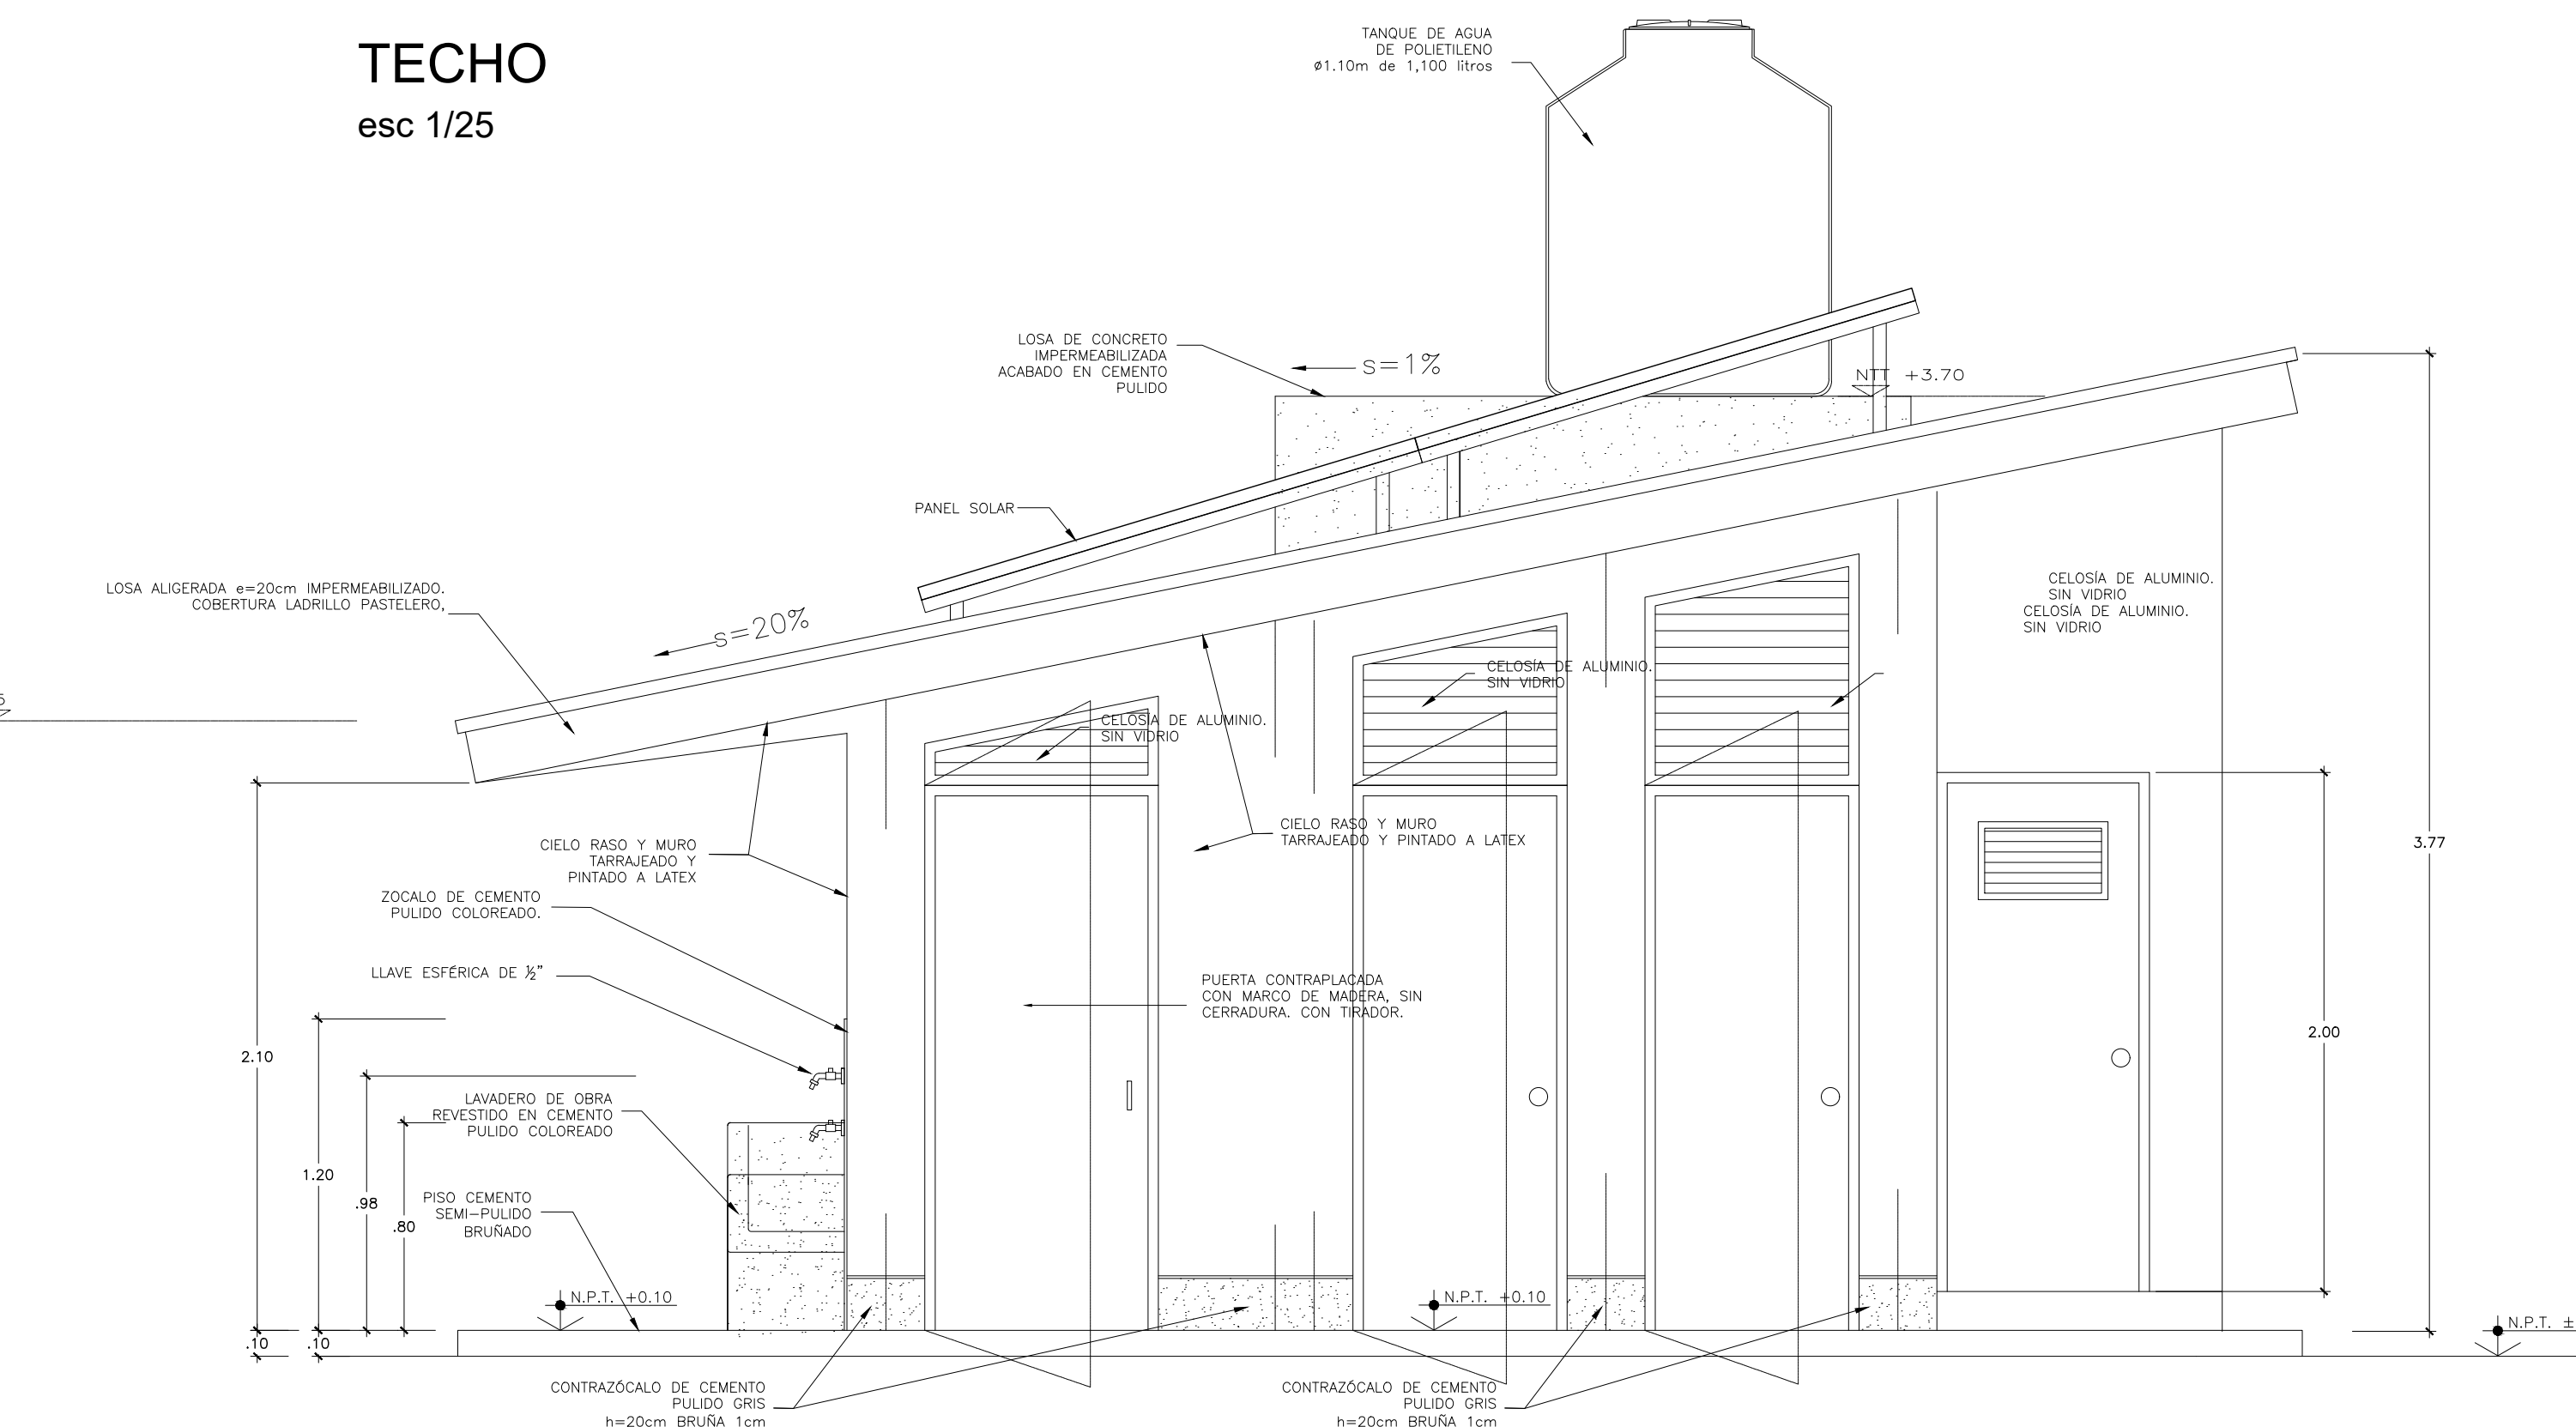 TECHO
esc 1/25
TANQUE DE AGUA
DE POLIETILENO
ø1.10m de 1,100 litros
LOSA DE CONCRETO
IMPERMEABILIZADA
ACABADO EN CEMENTO
PULIDO
s=1%
NTT +3.70
PANEL SOLAR
LOSA ALIGERADA e=20cm IMPERMEABILIZADO.
COBERTURA LADRILLO PASTELERO,
s=20%
CELOSÍA DE ALUMINIO.
SIN VIDRIO
CELOSÍA DE ALUMINIO.
SIN VIDRIO
CELOSÍA DE ALUMINIO.
SIN VIDRIO
CELOSÍA DE ALUMINIO.
SIN VIDRIO
CIELO RASO Y MURO
TARRAJEADO Y
PINTADO A LATEX
CIELO RASO Y MURO
TARRAJEADO Y PINTADO A LATEX
3.77
ZOCALO DE CEMENTO
PULIDO COLOREADO.
LLAVE ESFÉRICA DE ½"
PUERTA CONTRAPLACADA
CON MARCO DE MADERA, SIN
CERRADURA. CON TIRADOR.
2.00
2.10
1.20
.98
.80
LAVADERO DE OBRA
REVESTIDO EN CEMENTO
PULIDO COLOREADO
PISO CEMENTO
SEMI-PULIDO
BRUÑADO
N.P.T. +0.10
N.P.T. +0.10
N.P.T. ±
.10
.10
CONTRAZÓCALO DE CEMENTO
PULIDO GRIS
h=20cm BRUÑA 1cm
CONTRAZÓCALO DE CEMENTO
PULIDO GRIS
h=20cm BRUÑA 1cm